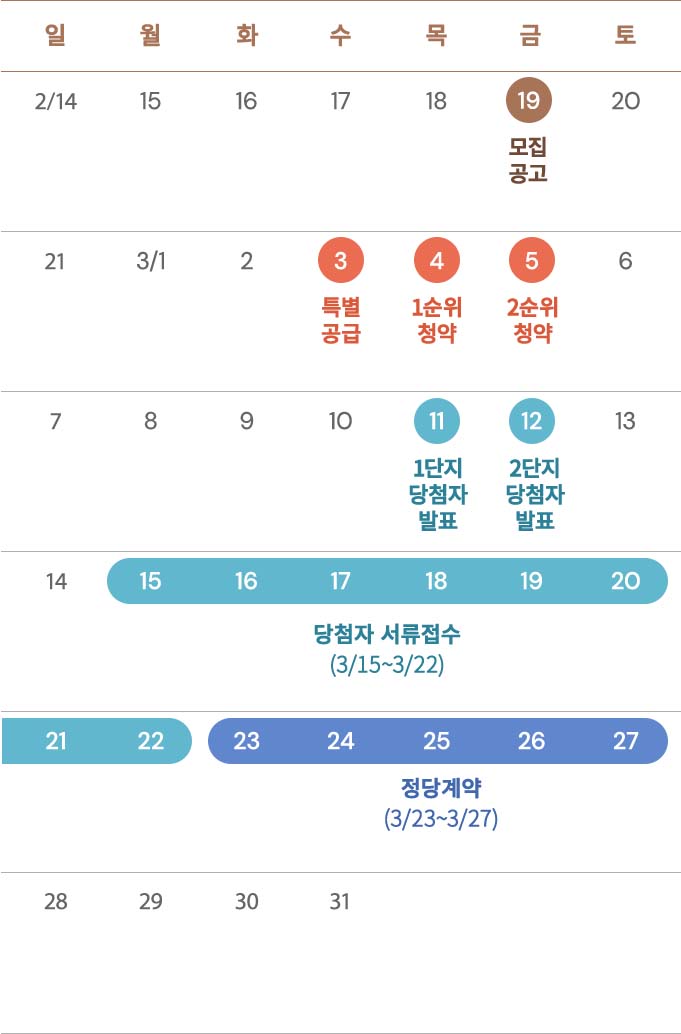 일 월 화 수 목 금 토
2/14 15 16 17 18 19 20
모집
공고
21 3/1 2 3 4 5 6
특별 1순위 2순위
공급 청약 청약
7 8 9 10 11 12 13
1단지 2단지
당첨자 당첨자
발표 발표
14 15 16 17 18 19 20
당첨자 서류접수
(3/15~3/22)
21 22 23 24 25 26 27
정당계약
(3/23~3/27)
28 29 30 31